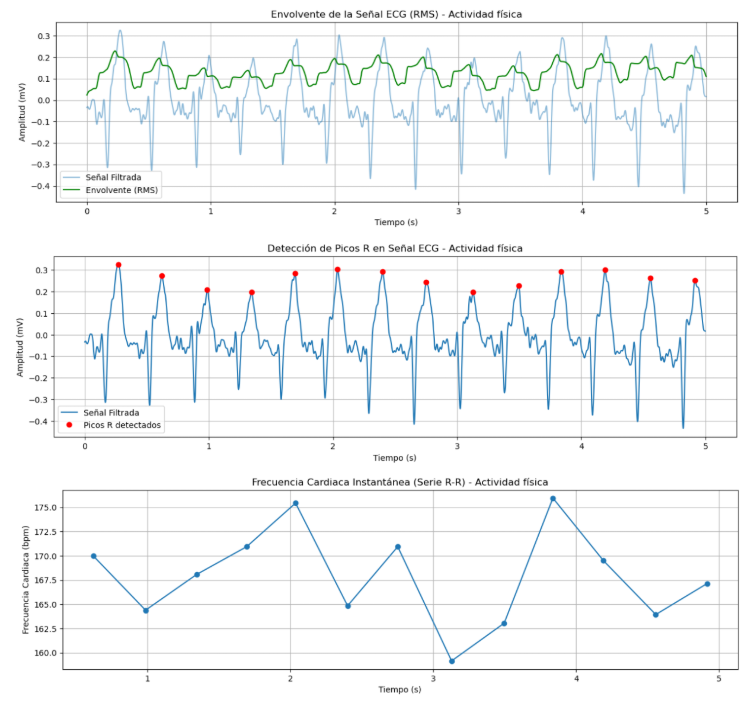 Envolvente de la Señal ECG (RMS) - Actividad física
Amplitud (mV)
0.3
0.2
0.1
0.0
−0.1
−0.2
−0.3
−0.4
Señal Filtrada
Envolvente (RMS)
0 1 2 3 4 5
Tiempo (s)
Detección de Picos R en Señal ECG - Actividad física
Amplitud (mV)
0.3
0.2
0.1
0.0
−0.1
−0.2
−0.3
−0.4
Señal Filtrada
Picos R detectados
0 1 2 3 4 5
Tiempo (s)
Frecuencia Cardiaca Instantánea (Serie R-R) - Actividad física
Frecuencia Cardiaca (bpm)
175.0
172.5
170.0
167.5
165.0
162.5
160.0
1 2 3 4 5
Tiempo (s)